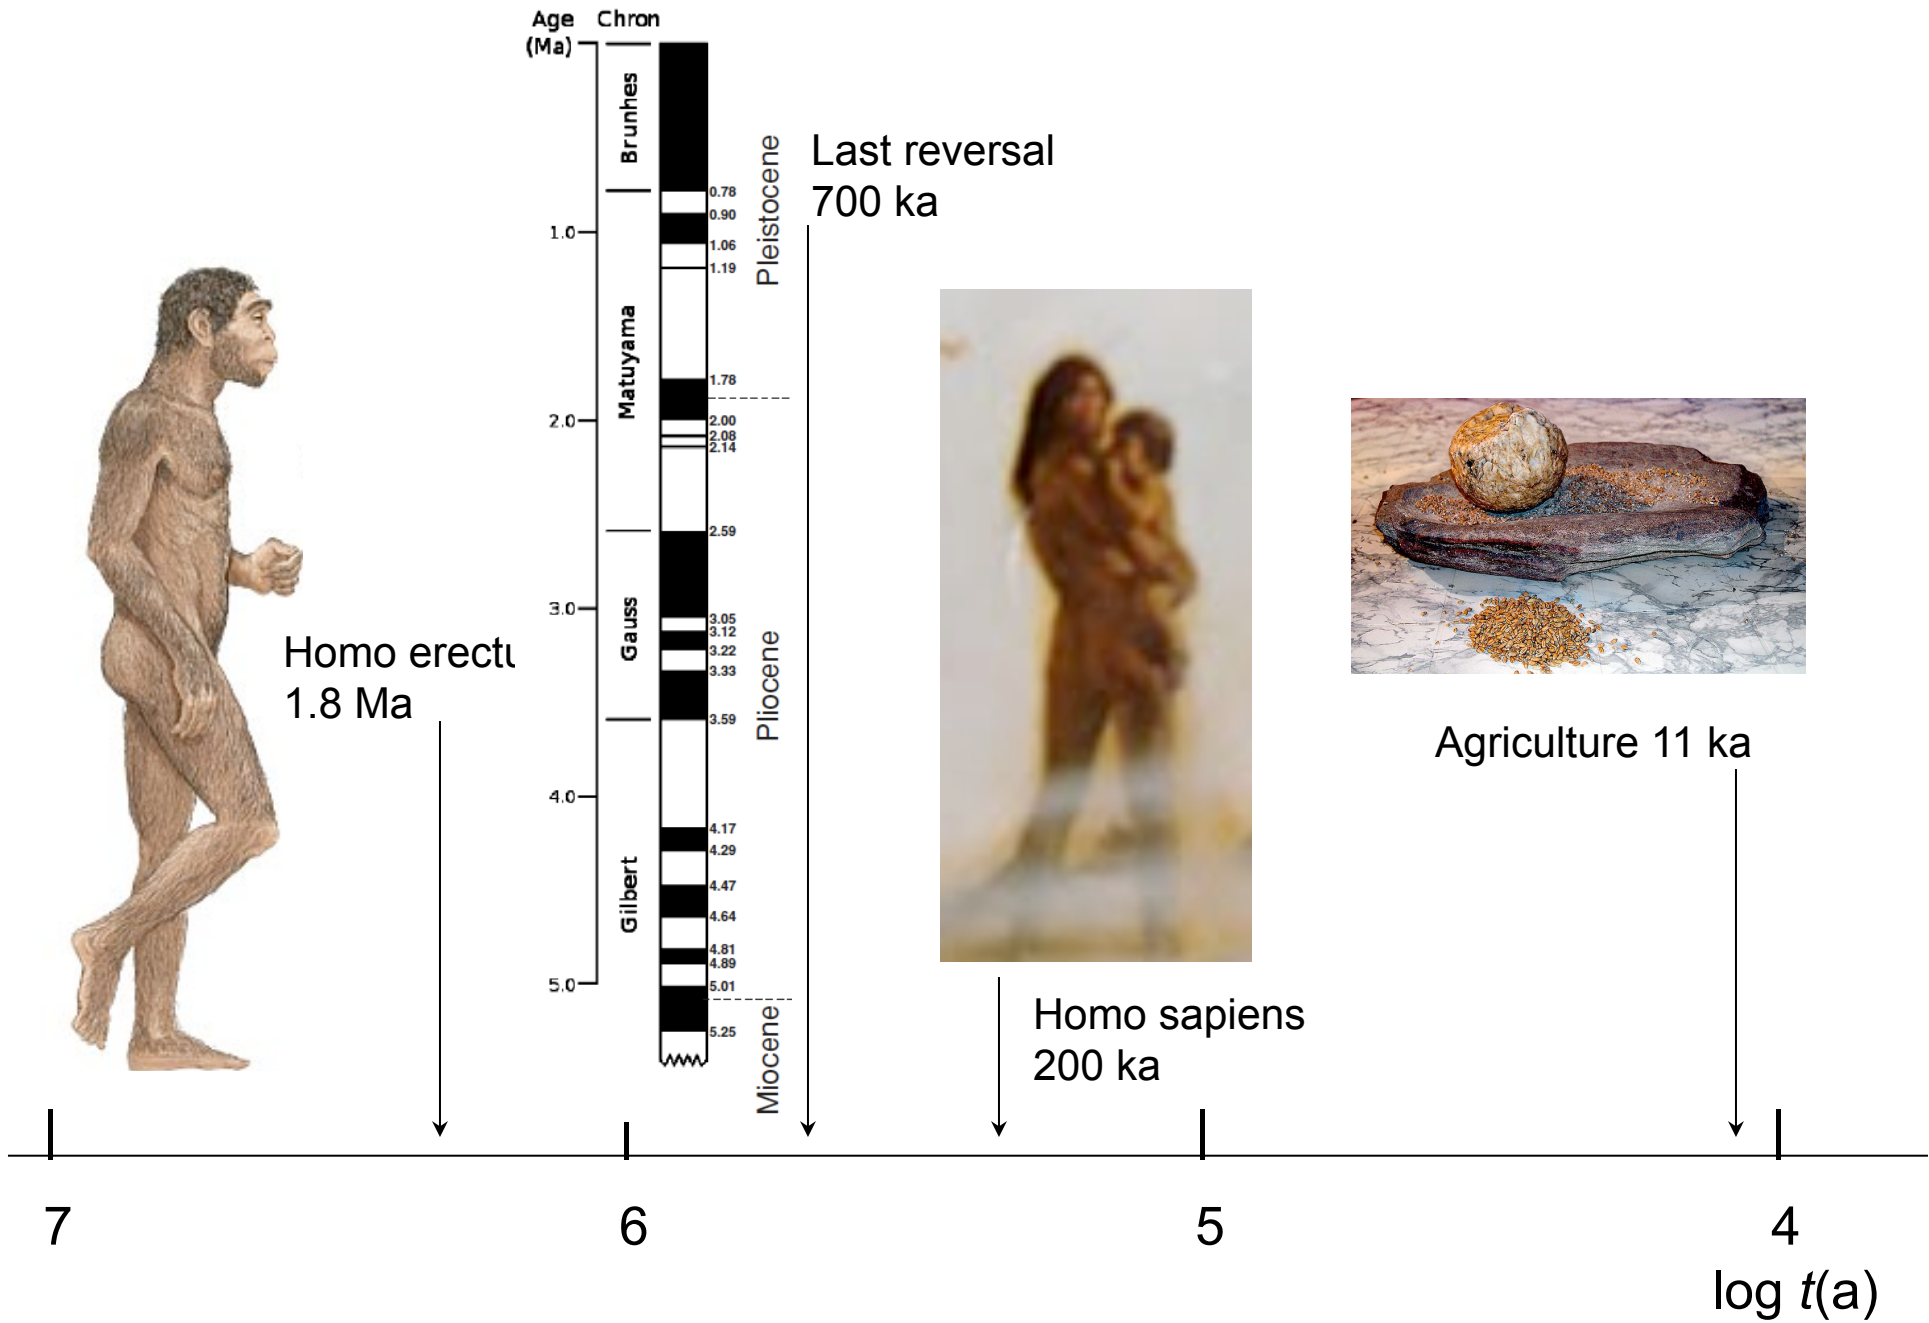 Age Chron
(Ma)
Brunhes
Matuyama
Gauss
Gilbert
1.0
2.0
3.0
4.0
5.0
0.78
0.90
1.06
1.19
1.78
2.00
2.08
2.14
2.59
3.05
3.12
3.22
3.33
3.59
4.17
4.29
4.47
4.64
4.81
4.89
5.01
5.25
Pleistocene
Pliocene
Miocene
Last reversal
700 ka
Homo erectu
1.8 Ma
Homo sapiens
200 ka
Agriculture 11 ka
7 6 5 4
log t(a)